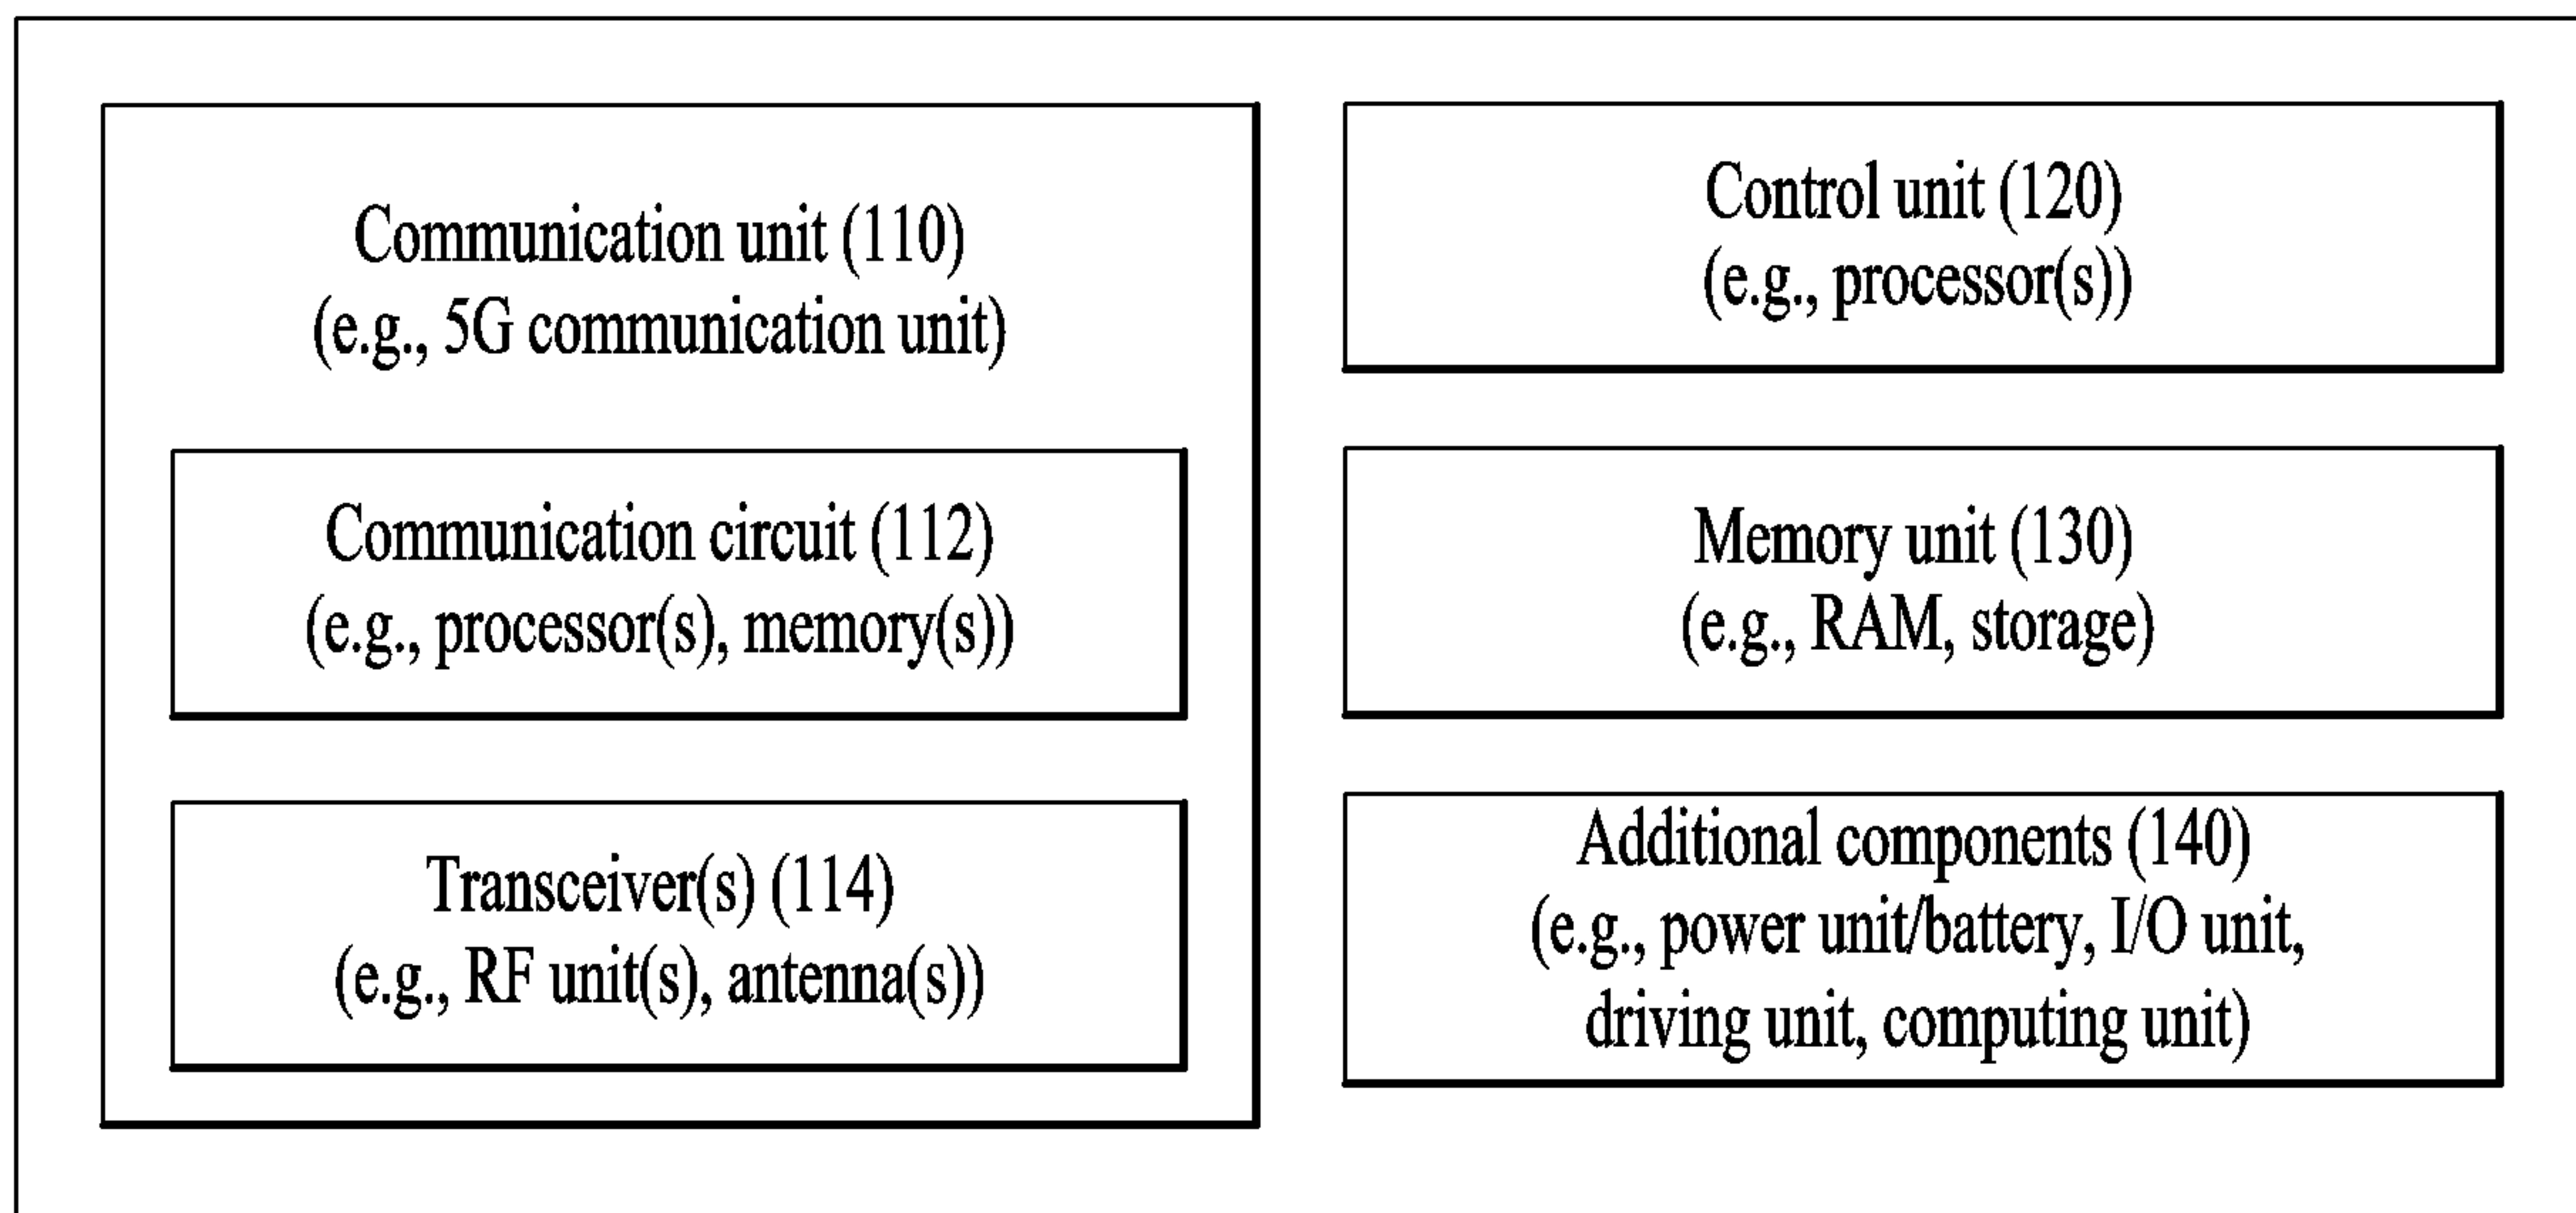 Communication unit (110)
(e.g., 5G communication unit)
Communication circuit (112)
(e.g., processor(s), memory(s))
Transceiver(s) (114)
(e.g., RF unit(s), antenna(s))
Control unit (120)
(e.g., processor(s))
Memory unit (130)
(e.g., RAM, storage)
Additional components (140)
(e.g., power unit/battery, I/O unit,
driving unit, computing unit)